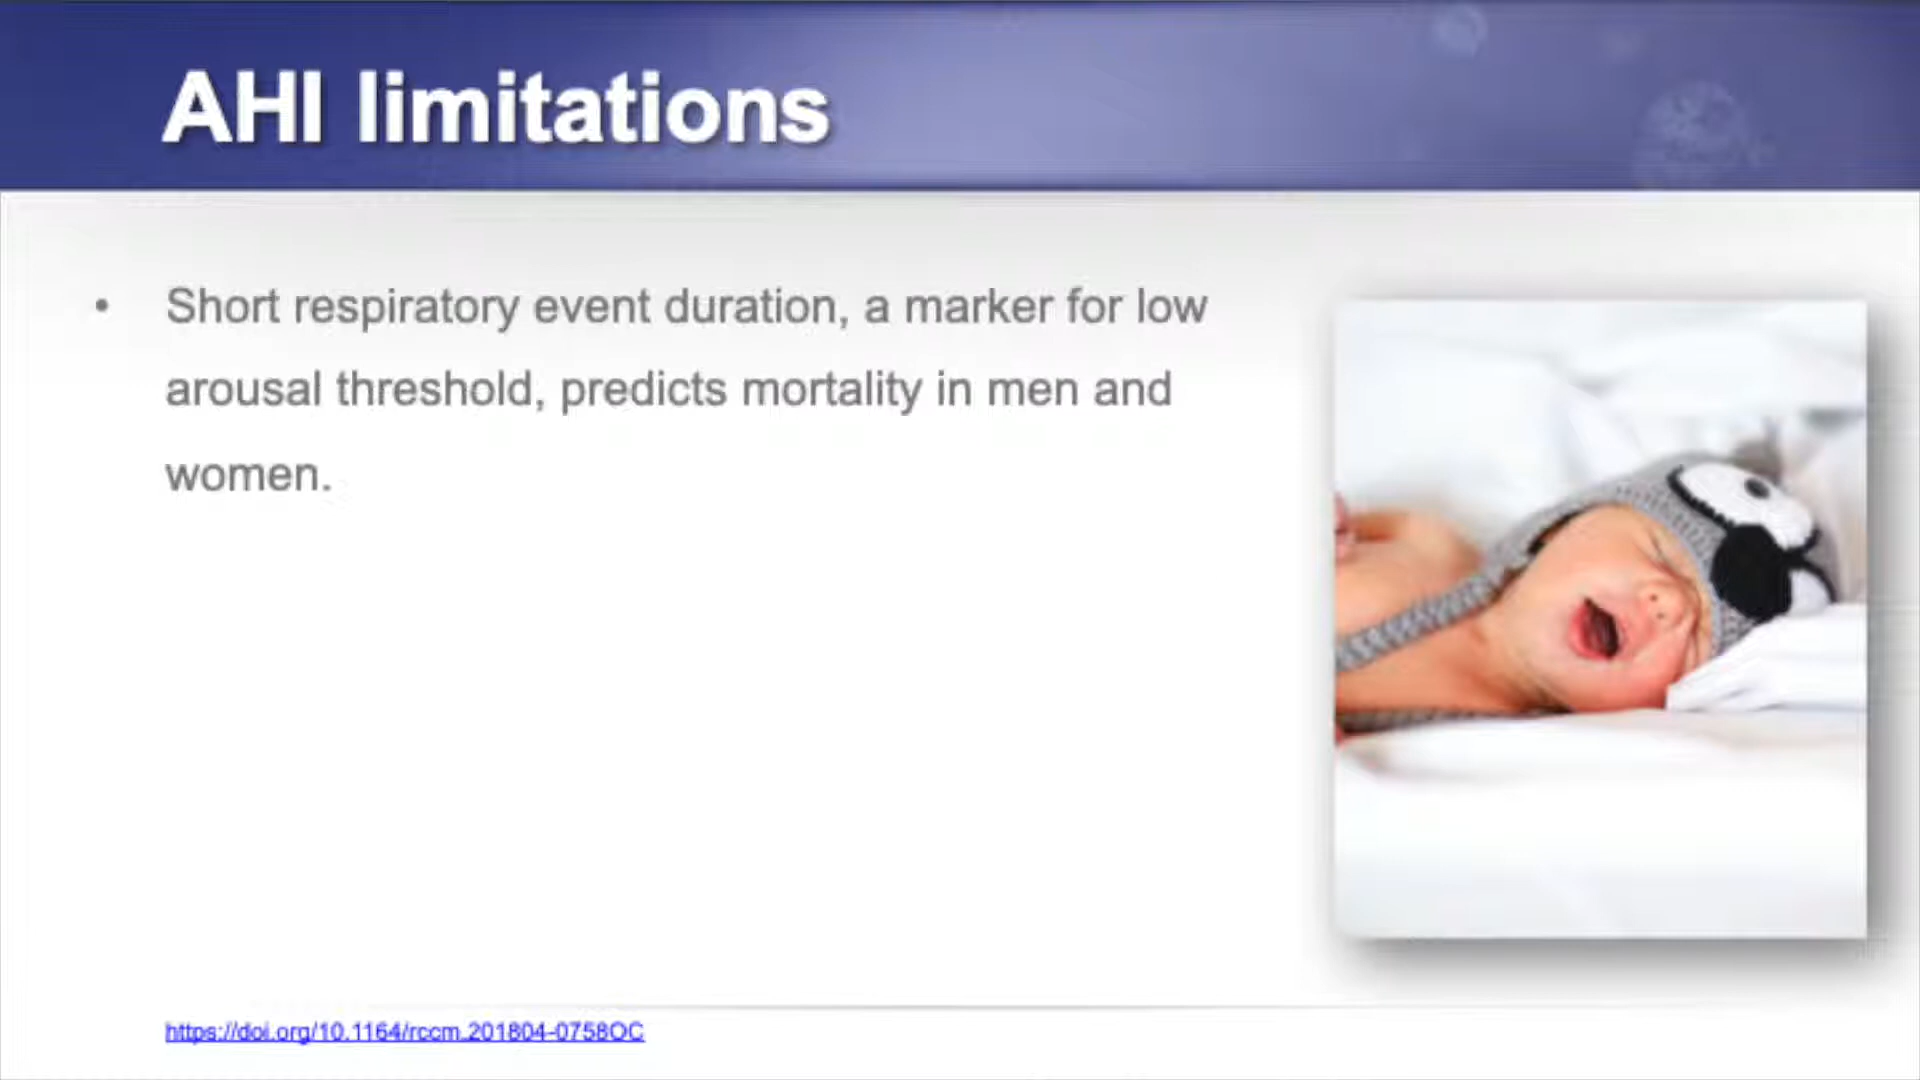 AHI limitations
• Short respiratory event duration, a marker for low
arousal threshold, predicts mortality in men and
women.
https://doi.org/10.1164/rccm.201804-0758OC